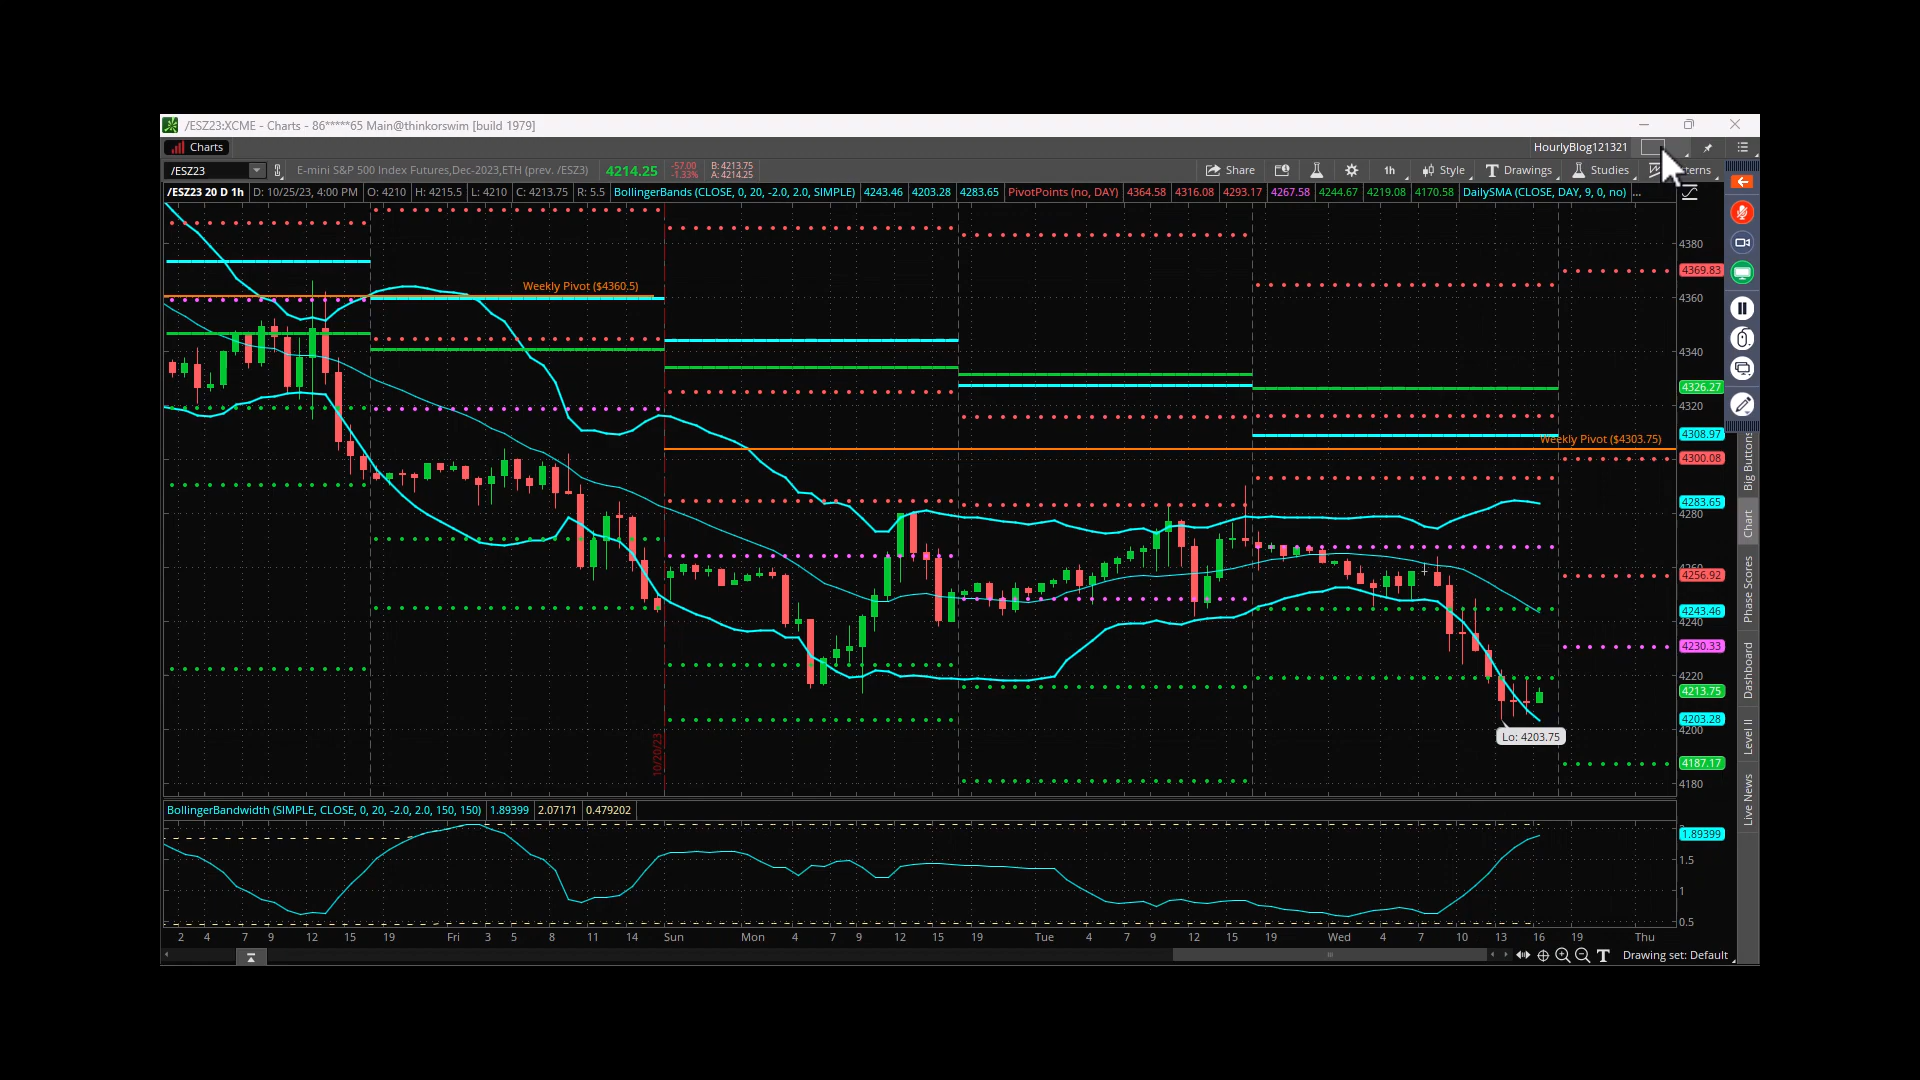 /ESZ23:XCME - Charts - 86*****65 Main@thinkorswim [build 1979]
Charts
HourlyBlog121321
/ESZ23
E-mini S&P 500 Index Futures,Dec-2023,ETH (prev. /ESZ23)
4214.25
-57.00
-1.33%
B: 4213.75
A: 4214.25
Share
1h
Style
Drawings
Studies
/ESZ23 20 D 1h
D: 10/25/23, 4:00 PM
O: 4210
H: 4215.5
L: 4210
C: 4213.75
R: 5.5
BollingerBands (CLOSE, 0, 20, -2.0, 2.0, SIMPLE)
4243.46
4203.28
4283.65
PivotPoints (no, DAY)
4364.58
4316.08
4293.17
4267.58
4244.67
4219.08
4170.58
DailySMA (CLOSE, DAY, 9, 0, no)
...
Weekly Pivot ($4360.5)
Weekly Pivot ($4303.75)
10/20/23
Lo: 4203.75
4380
4369.83
4360
4340
4326.27
4320
4308.97
4300.08
4283.65
4280
4256.92
4243.46
4240
4230.33
4220
4213.75
4203.28
4200
4187.17
4180
Big Buttons
Chart
Phase Scores
Dashboard
Level II
Live News
BollingerBandwidth (SIMPLE, CLOSE, 0, 20, -2.0, 2.0, 150, 150)
1.89399
2.07171
0.479202
1.89399
1.5
1
0.5
2 4 7 9 12 15 19 Fri 3 5 8 11 14 Sun Mon 4 7 9 12 15 19 Tue 4 7 9 12 15 19 Wed 4 7 10 13 16 19 Thu
Drawing set: Default